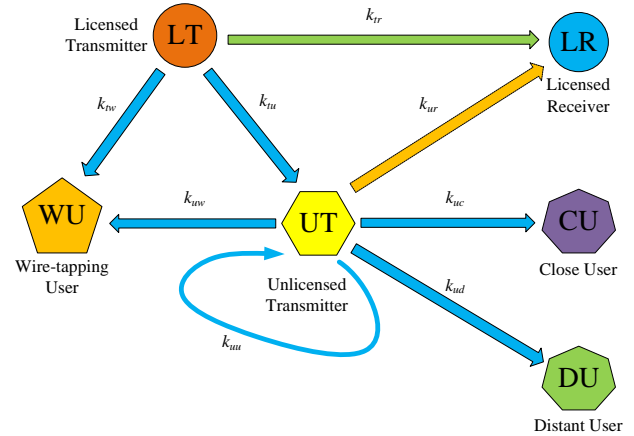 Licensed
Transmitter
LT
k_tr
LR
Licensed
Receiver
k_tw
k_tu
k_ur
WU
Wire-tapping
User
k_uw
UT
Unlicensed
Transmitter
k_uc
CU
Close User
k_uu
k_ud
DU
Distant User